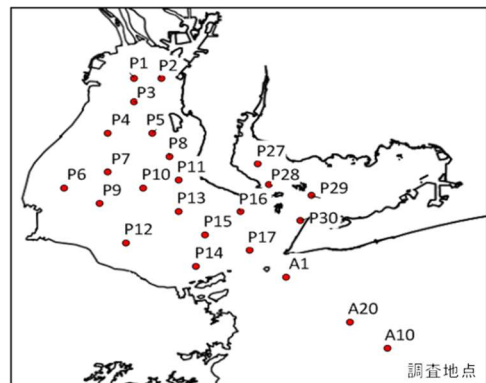 P1 P2
P3
P4 P5
P27
P8
P7 P11
P6 P10 P28
P29
P9
P13 P16
P30
P15
P12 P17
P14
A1
A20
A10
調査地点